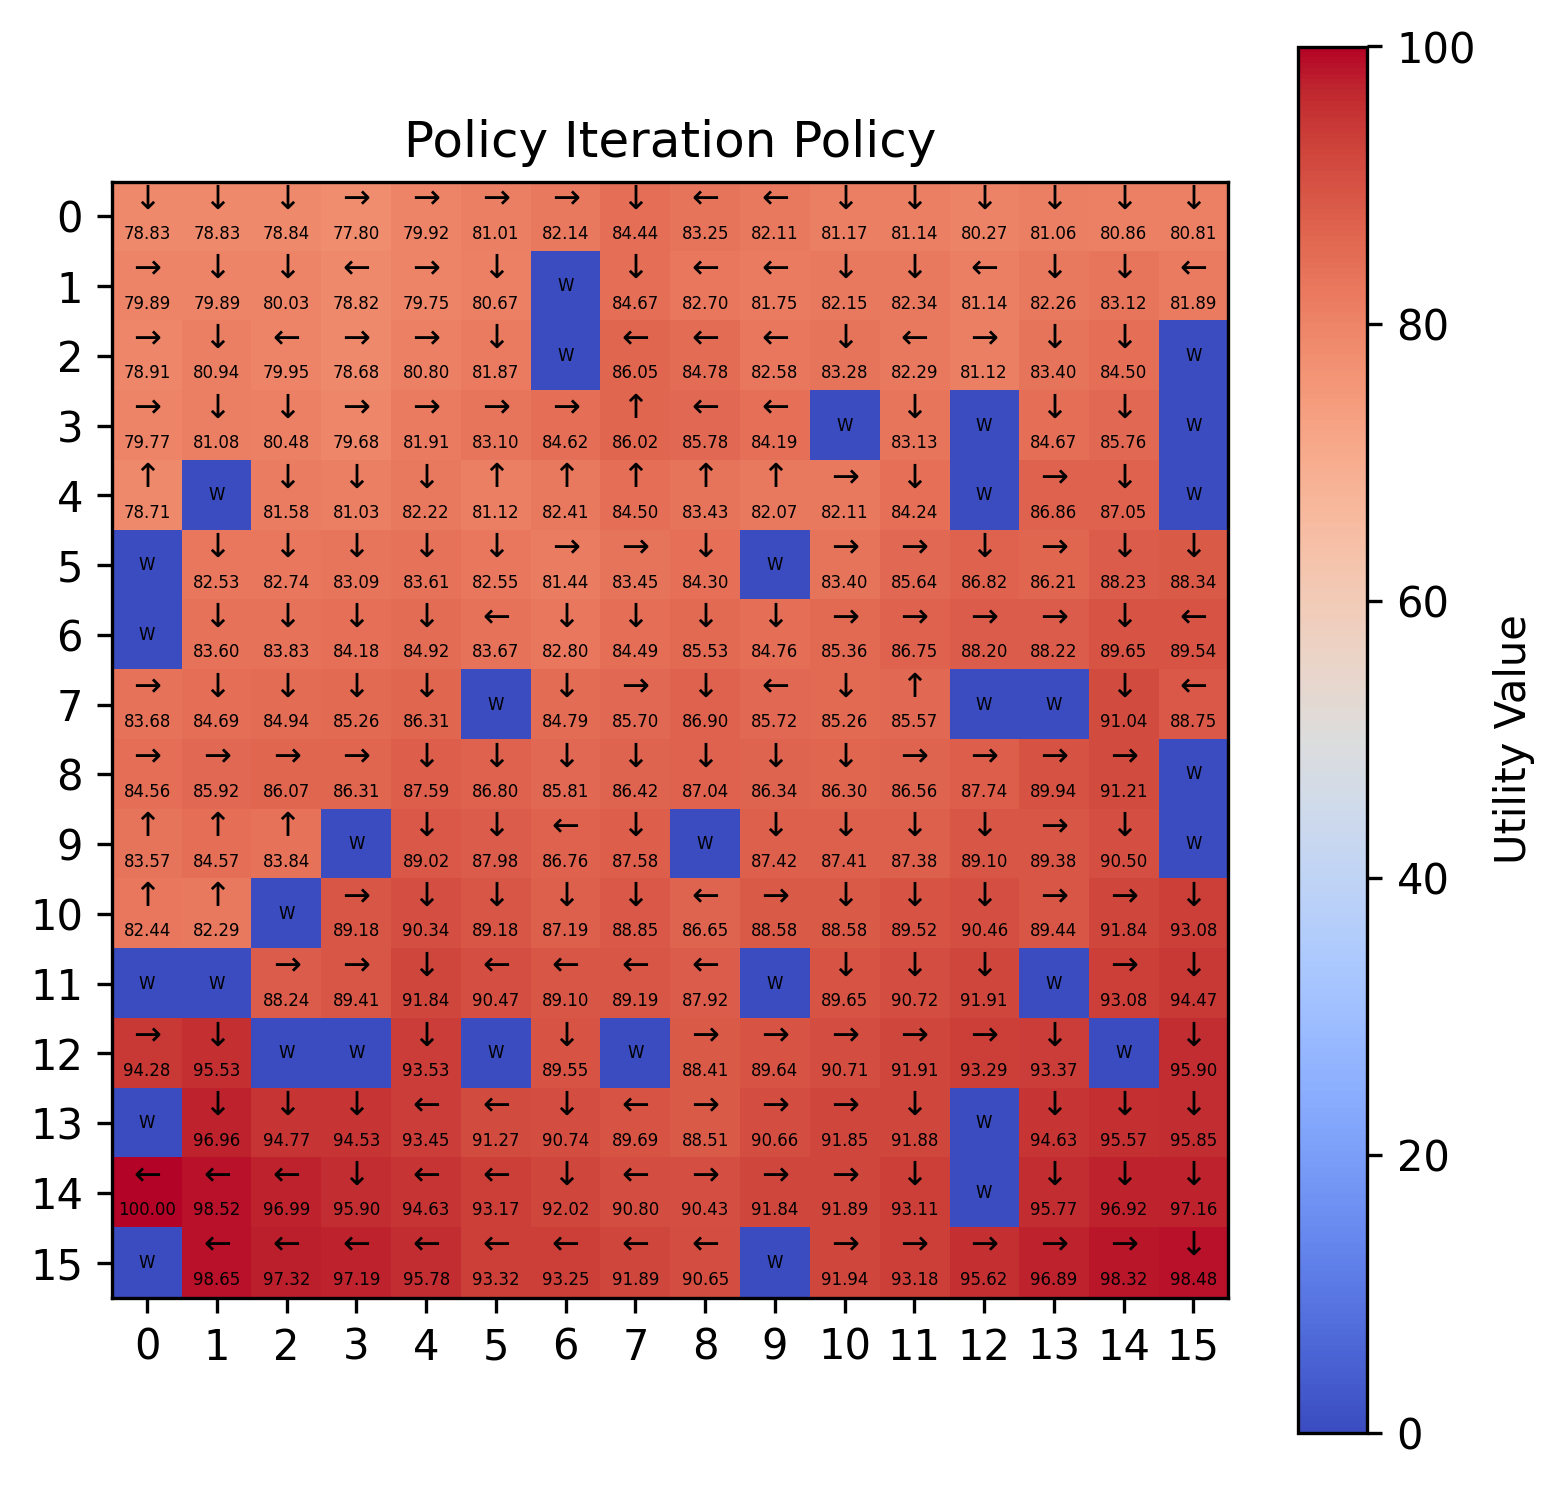 Policy Iteration Policy
0 ↓ ↓ ↓ → → → → ↓ ← ← ↓ ↓ ↓ ↓ ↓ ↓
78.83 78.83 78.84 77.80 79.92 81.01 82.14 84.44 83.25 82.11 81.17 81.14 80.27 81.06 80.86 80.81
1 → ↓ ↓ ← → ↓ W ↓ ← ← ↓ ↓ ← ↓ ↓ ←
79.89 79.89 80.03 78.82 79.75 80.67 84.67 82.70 81.75 82.15 82.34 81.14 82.26 83.12 81.89
2 → ↓ ← → → ↓ W ← ← ← ↓ ← → ↓ ↓ W
78.91 80.94 79.95 78.68 80.80 81.87 86.05 84.78 82.58 83.28 82.29 81.12 83.40 84.50
3 → ↓ ↓ → → → → ↑ ← ← W ↓ W ↓ ↓ W
79.77 81.08 80.48 79.68 81.91 83.10 84.62 86.02 85.78 84.19 83.13 84.67 85.76
4 ↑ W ↓ ↓ ↓ ↑ ↑ ↑ ↑ ↑ → ↓ W → ↓ W
78.71 81.58 81.03 82.22 81.12 82.41 84.50 83.43 82.07 82.11 84.24 86.86 87.05
5 W ↓ ↓ ↓ ↓ ↓ → → ↓ W → → ↓ → ↓ ↓
82.53 82.74 83.09 83.61 82.55 81.44 83.45 84.30 83.40 85.64 86.82 86.21 88.23 88.34
6 W ↓ ↓ ↓ ↓ ← ↓ ↓ ↓ ↓ → → → → ↓ ←
83.60 83.83 84.18 84.92 83.67 82.80 84.49 85.53 84.76 85.36 86.75 88.20 88.22 89.65 89.54
7 → ↓ ↓ ↓ ↓ W ↓ → ↓ ← ↓ ↑ W W ↓ ←
83.68 84.69 84.94 85.26 86.31 84.79 85.70 86.90 85.72 85.26 85.57 91.04 88.75
8 → → → → ↓ ↓ ↓ ↓ ↓ ↓ ↓ → → → → W
84.56 85.92 86.07 86.31 87.59 86.80 85.81 86.42 87.04 86.34 86.30 86.56 87.74 89.94 91.21
9 ↑ ↑ ↑ W ↓ ↓ ← ↓ W ↓ ↓ ↓ ↓ → ↓ W
83.57 84.57 83.84 89.02 87.98 86.76 87.58 87.42 87.41 87.38 89.10 89.38 90.50
10 ↑ ↑ W → ↓ ↓ ↓ ↓ ← → ↓ ↓ ↓ → → ↓
82.44 82.29 89.18 90.34 89.18 87.19 88.85 86.65 88.58 88.58 89.52 90.46 89.44 91.84 93.08
11 W W → → ↓ ← ← ← ← W ↓ ↓ ↓ W → ↓
88.24 89.41 91.84 90.47 89.10 89.19 87.92 89.65 90.72 91.91 93.08 94.47
12 → ↓ W W ↓ W ↓ W → → → → → ↓ W ↓
94.28 95.53 93.53 89.55 88.41 89.64 90.71 91.91 93.29 93.37 95.90
13 W ↓ ↓ ↓ ← ← ↓ ← → → → ↓ W ↓ ↓ ↓
96.96 94.77 94.53 93.45 91.27 90.74 89.69 88.51 90.66 91.85 91.88 94.63 95.57 95.85
14 ← ← ← ↓ ← ← ↓ ← → → → ↓ W ↓ ↓ ↓
100.00 98.52 96.99 95.90 94.63 93.17 92.02 90.80 90.43 91.84 91.89 93.11 95.77 96.92 97.16
15 W ← ← ← ← ← ← ← ← W → → → → → ↓
98.65 97.32 97.19 95.78 93.32 93.25 91.89 90.65 91.94 93.18 95.62 96.89 98.32 98.48
0 1 2 3 4 5 6 7 8 9 10 11 12 13 14 15
100
80
60
40
20
0
Utility Value